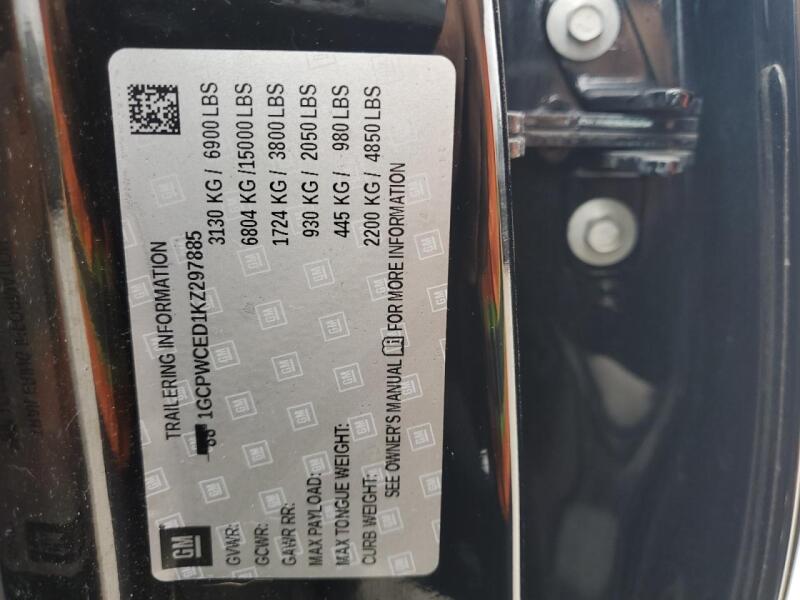 GM
TRAILERING INFORMATION
1GCPWCED1KZ297885
GVWR: 3130 KG / 6900 LBS
GCWR: 6804 KG /15000 LBS
GAWR RR: 1724 KG / 3800 LBS
MAX PAYLOAD: 930 KG / 2050 LBS
MAX TONGUE WEIGHT: 445 KG / 980 LBS
CURB WEIGHT: 2200 KG / 4850 LBS
SEE OWNER'S MANUAL FOR MORE INFORMATION